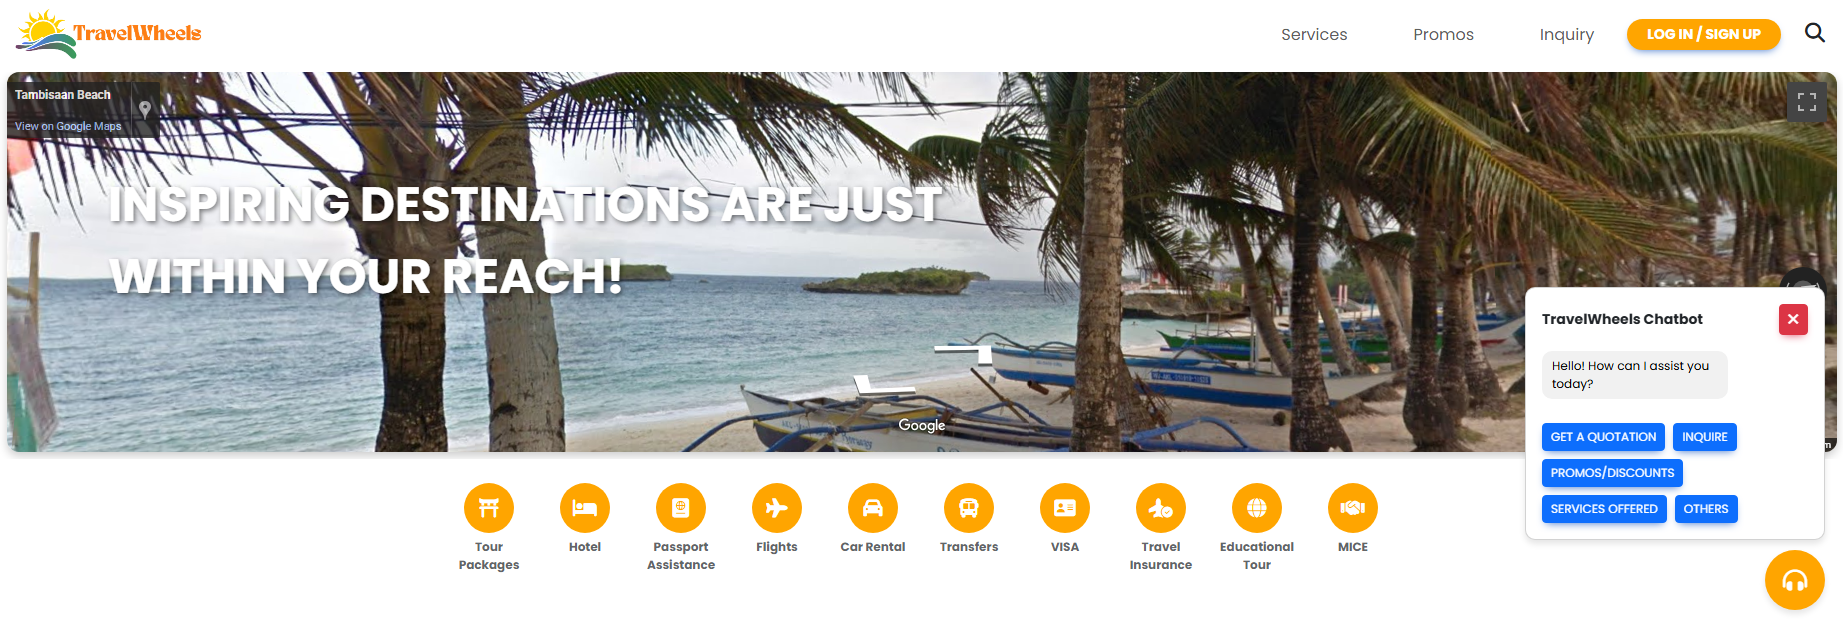 TravelWheels
Services
Promos
Inquiry
LOG IN / SIGN UP
Tambisaan Beach
View on Google Maps
INSPIRING DESTINATIONS ARE JUST
WITHIN YOUR REACH!
Google
TravelWheels Chatbot
Hello! How can I assist you
today?
GET A QUOTATION
INQUIRE
PROMOS/DISCOUNTS
SERVICES OFFERED
OTHERS
Tour
Packages
Hotel
Passport
Assistance
Flights
Car Rental
Transfers
VISA
Travel
Insurance
Educational
Tour
MICE